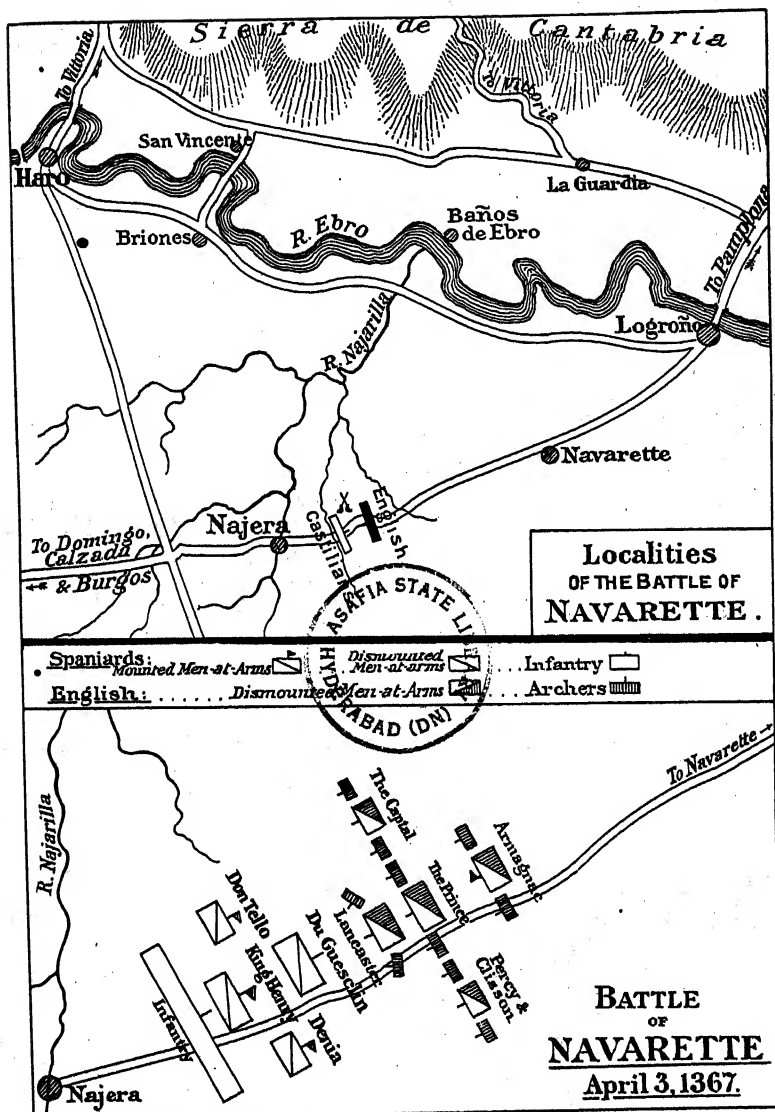 Sierra de Cantabria
To Vittoria
To Vittoria
San Vincente
Haro
La Guardia
Briones
R. Ebro
Baños
de Ebro
To Pamplona
R. Najarilla
Logroño
Navarette
English
Castilians
Najera
To Domingo,
Calzada
& Burgos
Localities
OF THE BATTLE OF
NAVARETTE.
ASAFIA STATE LI
HYDERABAD (DN)
Spaniards: Mounted Men-at-Arms Dismounted Men-at-arms ... Infantry
English: ...... Dismounted Men-at-Arms ... Archers
To Navarette
R. Najarilla
The Captal
Armagnac
The Prince
Don Tello
Lancaster
Du Guesclin
King Henry
Percy &
Clisson
Infantry
Denia
Najera
BATTLE
OF
NAVARETTE
April 3, 1367.